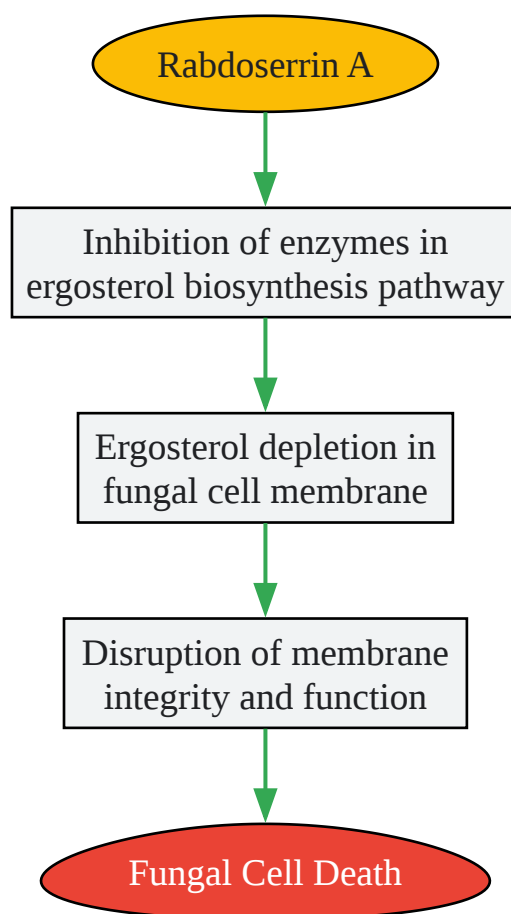 Rabdoserrin A
Inhibition of enzymes in
ergosterol biosynthesis pathway
Ergosterol depletion in
fungal cell membrane
Disruption of membrane
integrity and function
Fungal Cell Death